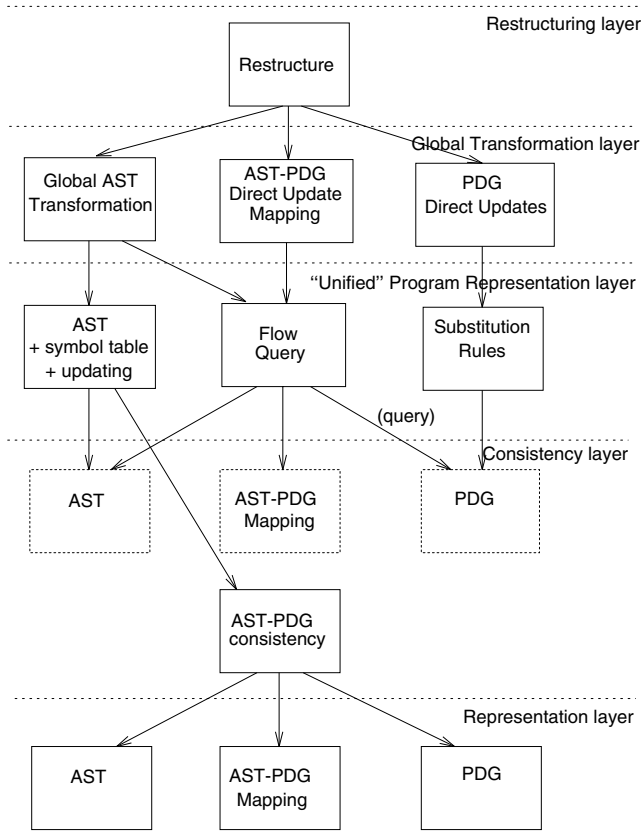 Restructuring layer
Restructure
Global Transformation layer
Global AST
Transformation
AST-PDG
Direct Update
Mapping
PDG
Direct Updates
“Unified” Program Representation layer
AST
+ symbol table
+ updating
Flow
Query
Substitution
Rules
(query)
Consistency layer
AST
AST-PDG
Mapping
PDG
AST-PDG
consistency
Representation layer
AST
AST-PDG
Mapping
PDG